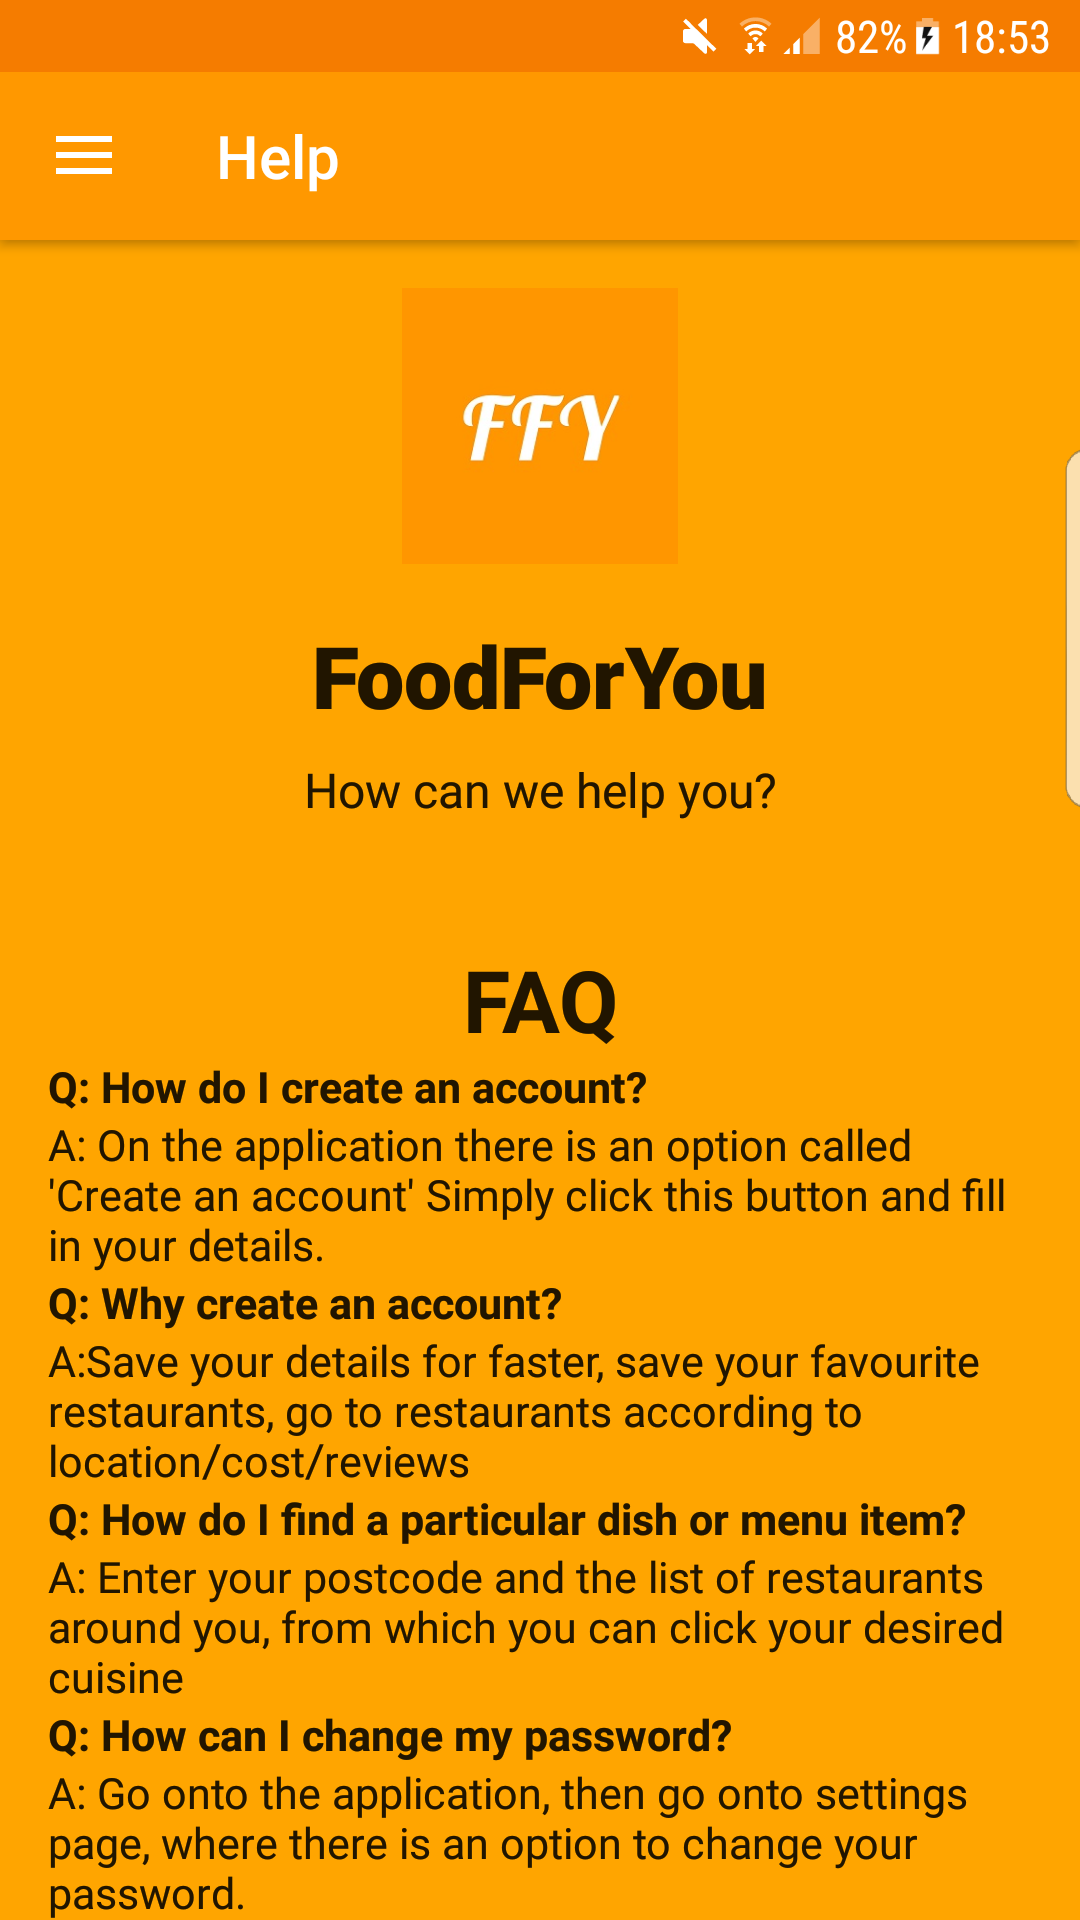 82% 18:53
Help
FFY
FoodForYou
How can we help you?
FAQ
Q: How do I create an account?
A: On the application there is an option called
'Create an account' Simply click this button and fill
in your details.
Q: Why create an account?
A:Save your details for faster, save your favourite
restaurants, go to restaurants according to
location/cost/reviews
Q: How do I find a particular dish or menu item?
A: Enter your postcode and the list of restaurants
around you, from which you can click your desired
cuisine
Q: How can I change my password?
A: Go onto the application, then go onto settings
page, where there is an option to change your
password.